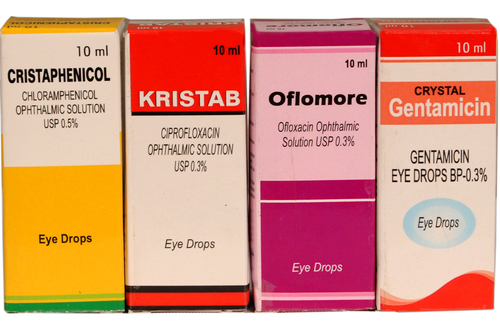 10 ml
CRISTAPHENICOL
CHLORAMPHENICOL
OPHTHALMIC SOLUTION
USP 0.5%
Eye Drops
10 ml
KRISTAB
CIPROFLOXACIN
OPHTHALMIC SOLUTION
USP 0.3%
Eye Drops
Oflomore
10 ml
Oflomore
Ofloxacin Ophthalmic
Solution USP 0.3%
Eye Drops
10 ml
CRYSTAL
Gentamicin
GENTAMICIN
EYE DROPS BP-0.3%
Eye Drops